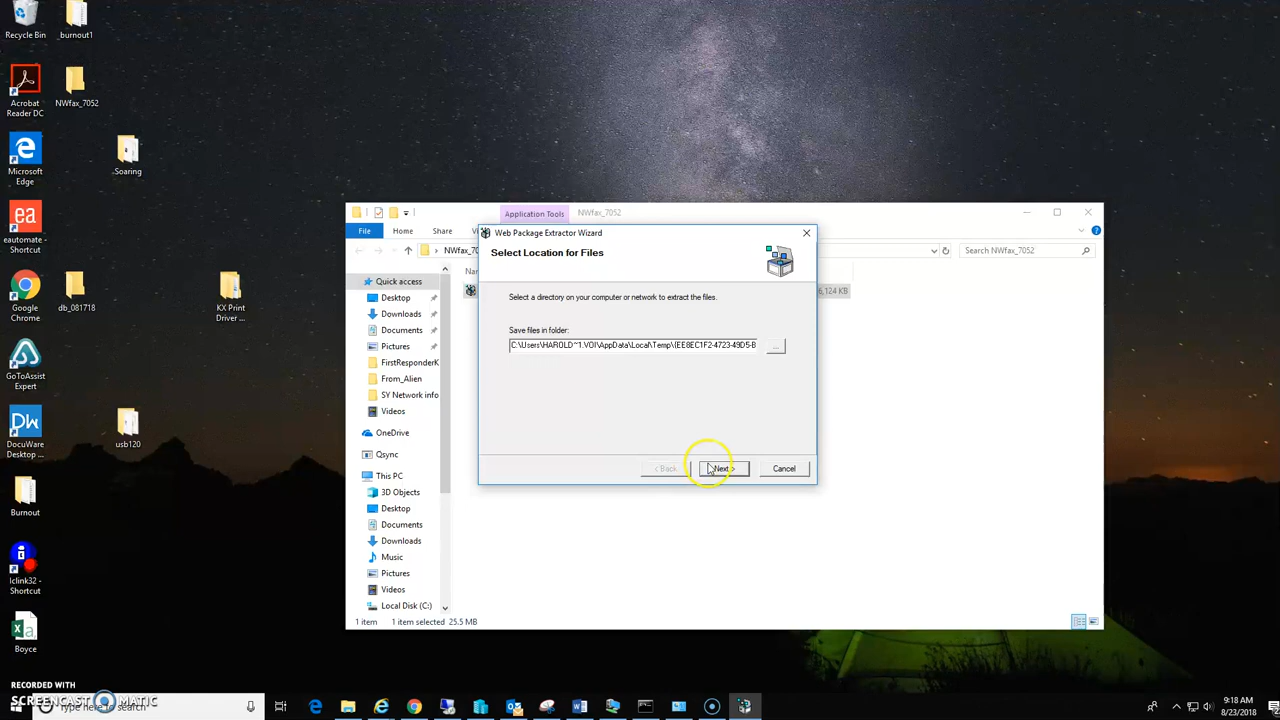 Recycle Bin
_burnout1
Acrobat
Reader DC
NWfax_7052
Microsoft
Edge
Soaring
eautomate -
Shortcut
Google
Chrome
db_081718
KX Print
Driver ...
GoToAssist
Expert
DocuWare
Desktop ...
usb120
Burnout
Iclink32 -
Shortcut
Boyce
Application Tools
NWfax_7052
File
Home
Share
Search NWfax_7052
Quick access
Desktop
Downloads
Documents
Pictures
FirstResponderK
From_Alien
SY Network info
Videos
OneDrive
Qsync
This PC
3D Objects
Desktop
Documents
Downloads
Music
Pictures
Videos
Local Disk (C:)
1 item
1 item selected 25.5 MB
Web Package Extractor Wizard
Select Location for Files
Select a directory on your computer or network to extract the files.
Save files in folder:
C:\Users\HAROLD~1.VOI\AppData\Local\Temp\{EE8EC1F2-4723-49D5-B
...
< Back
Next >
Cancel
RECORDED WITH
SCREENCAST MATIC
9:18 AM
8/23/2018